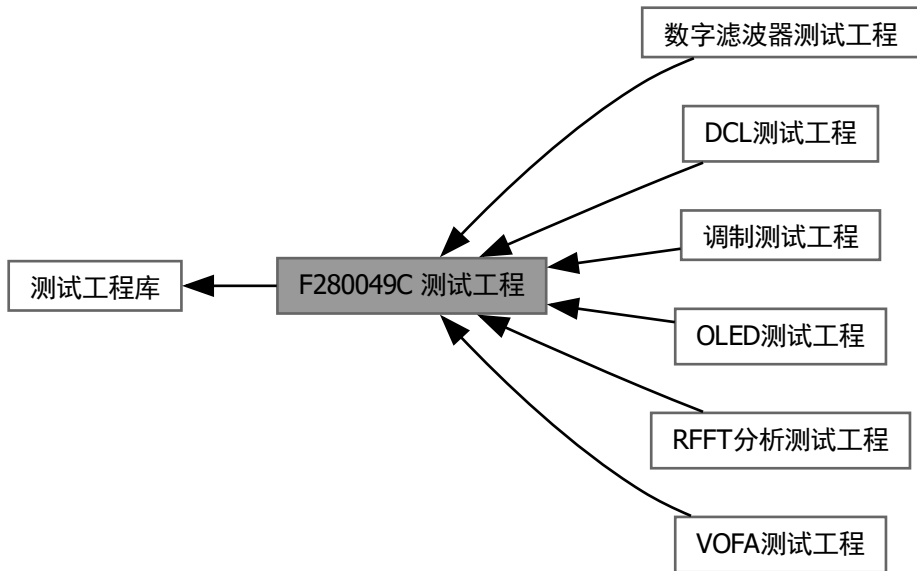 数字滤波器测试工程
DCL测试工程
调制测试工程
测试工程库
F280049C 测试工程
OLED测试工程
RFFT分析测试工程
VOFA测试工程